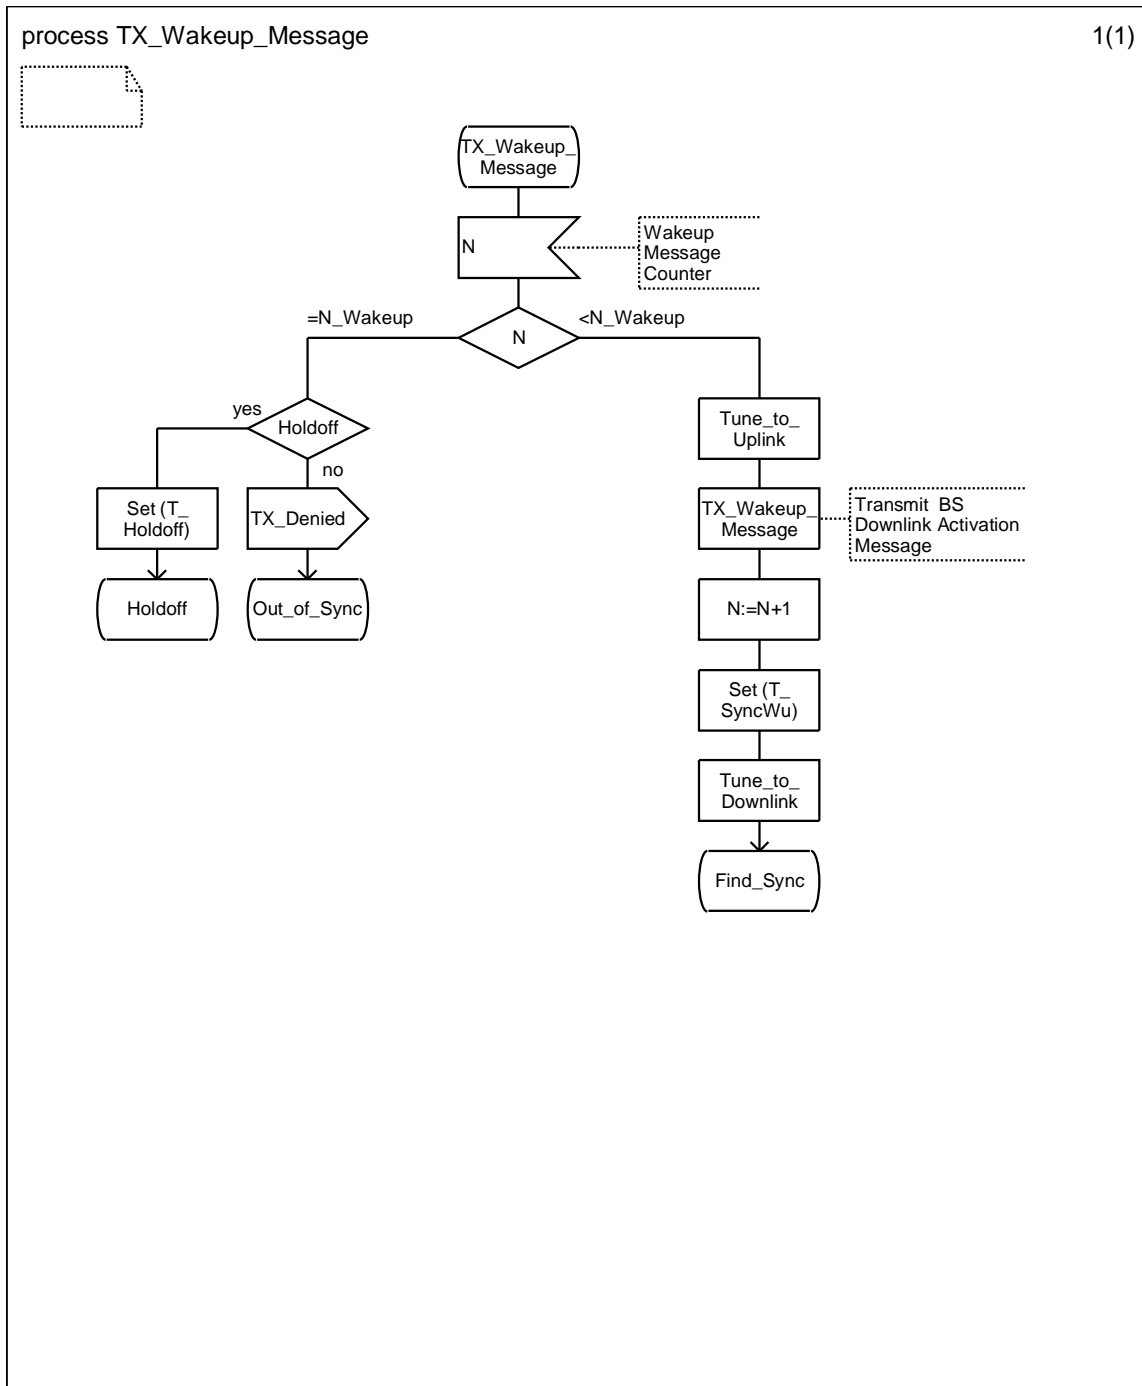 process TX_Wakeup_Message
1(1)
TX_Wakeup_
Message
N
Wakeup
Message
Counter
=N_Wakeup
N
<N_Wakeup
yes
Holdoff
no
Tune_to_
Uplink
Set (T_
Holdoff)
TX_Denied
TX_Wakeup_
Message
Transmit BS
Downlink Activation
Message
Holdoff
Out_of_Sync
N:=N+1
Set (T_
SyncWu)
Tune_to_
Downlink
Find_Sync